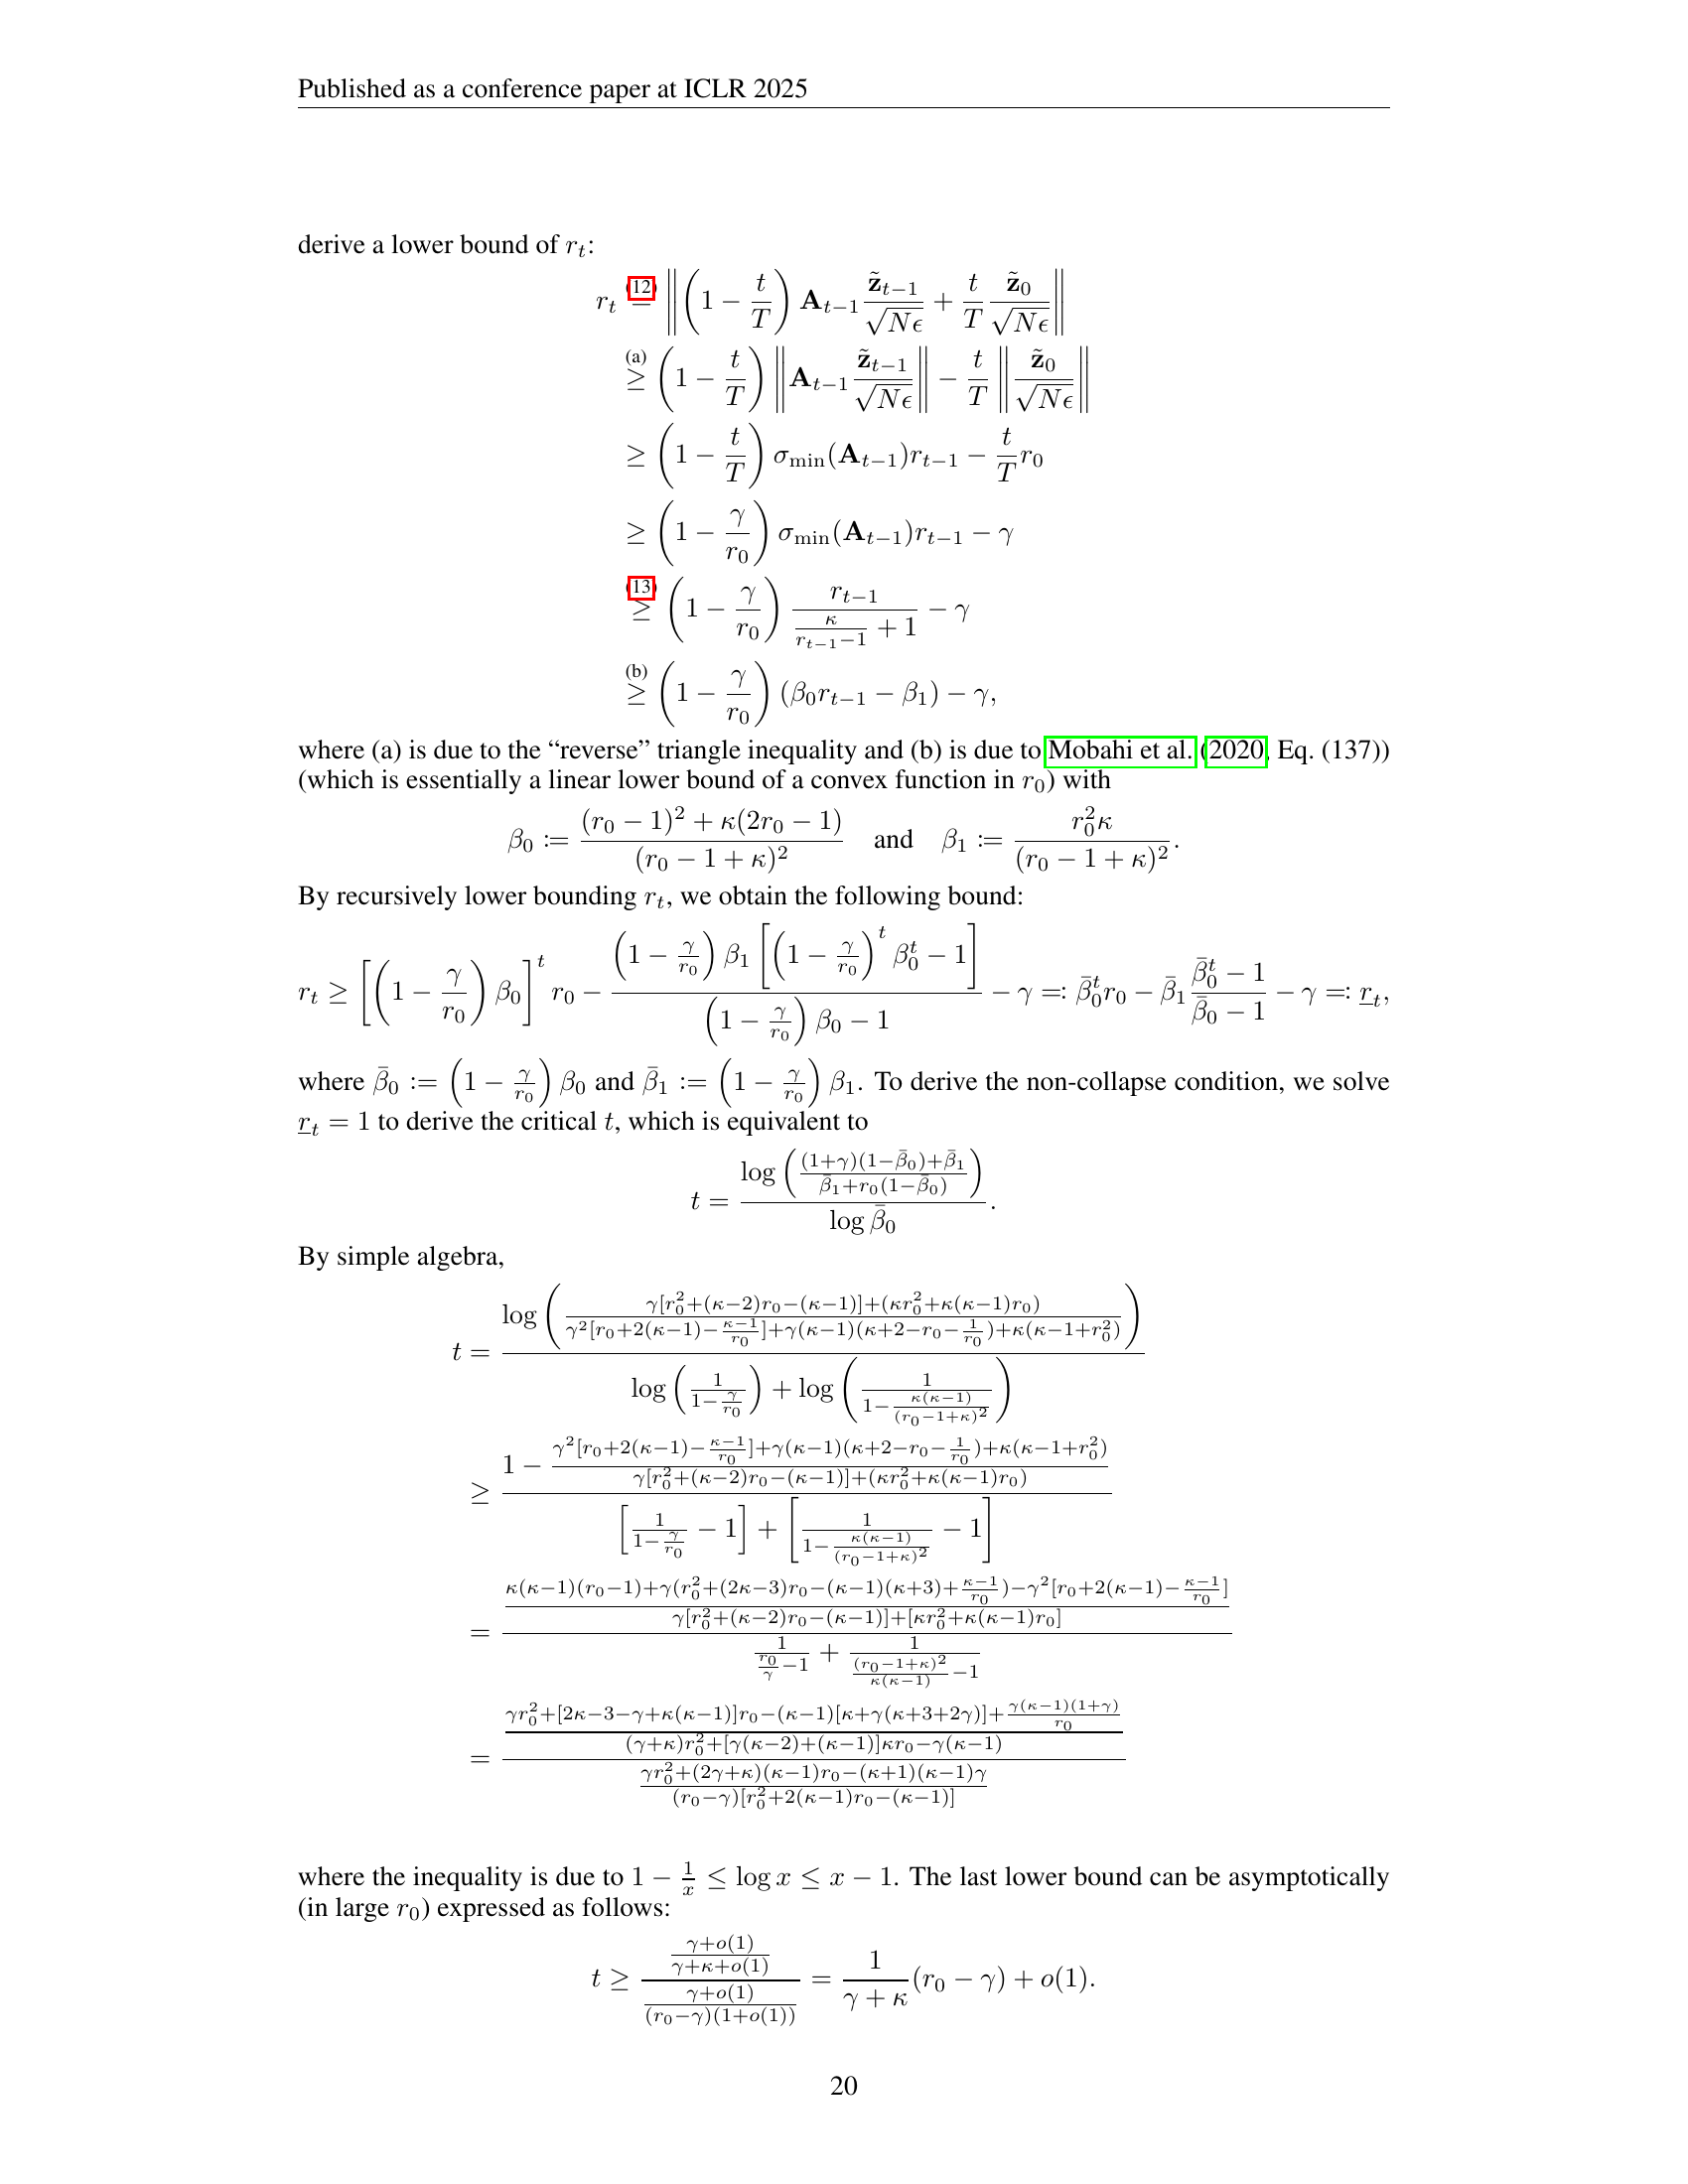 Published as a conference paper at ICLR 2025
derive a lower bound of $r_t$:
$r_t \overset{(12)}{=} \left\| \left(1 - \frac{t}{T}\right) \mathbf{A}_{t-1} \frac{\tilde{\mathbf{z}}_{t-1}}{\sqrt{N\epsilon}} + \frac{t}{T} \frac{\tilde{\mathbf{z}}_0}{\sqrt{N\epsilon}} \right\|$
$\overset{(a)}{\geq} \left(1 - \frac{t}{T}\right) \left\| \mathbf{A}_{t-1} \frac{\tilde{\mathbf{z}}_{t-1}}{\sqrt{N\epsilon}} \right\| - \frac{t}{T} \left\| \frac{\tilde{\mathbf{z}}_0}{\sqrt{N\epsilon}} \right\|$
$\geq \left(1 - \frac{t}{T}\right) \sigma_{\min}(\mathbf{A}_{t-1}) r_{t-1} - \frac{t}{T} r_0$
$\geq \left(1 - \frac{\gamma}{r_0}\right) \sigma_{\min}(\mathbf{A}_{t-1}) r_{t-1} - \gamma$
$\overset{(13)}{\geq} \left(1 - \frac{\gamma}{r_0}\right) \frac{r_{t-1}}{\frac{\kappa}{r_{t-1}-1} + 1} - \gamma$
$\overset{(b)}{\geq} \left(1 - \frac{\gamma}{r_0}\right) (\beta_0 r_{t-1} - \beta_1) - \gamma,$
where (a) is due to the “reverse” triangle inequality and (b) is due to Mobahi et al. (2020, Eq. (137))
(which is essentially a linear lower bound of a convex function in $r_0$) with
$\beta_0 := \frac{(r_0-1)^2 + \kappa(2r_0-1)}{(r_0-1+\kappa)^2}$ and $\beta_1 := \frac{r_0^2 \kappa}{(r_0-1+\kappa)^2}.$
By recursively lower bounding $r_t$, we obtain the following bound:
$r_t \geq \left[\left(1 - \frac{\gamma}{r_0}\right) \beta_0\right]^t r_0 - \frac{\left(1 - \frac{\gamma}{r_0}\right) \beta_1 \left[\left(1 - \frac{\gamma}{r_0}\right)^t \beta_0^t - 1\right]}{\left(1 - \frac{\gamma}{r_0}\right) \beta_0 - 1} - \gamma =: \bar{\beta}_0^t r_0 - \bar{\beta}_1 \frac{\bar{\beta}_0^t - 1}{\bar{\beta}_0 - 1} - \gamma =: \underline{r}_t,$
where $\bar{\beta}_0 := \left(1 - \frac{\gamma}{r_0}\right) \beta_0$ and $\bar{\beta}_1 := \left(1 - \frac{\gamma}{r_0}\right) \beta_1$. To derive the non-collapse condition, we solve
$\underline{r}_t = 1$ to derive the critical $t$, which is equivalent to
$t = \frac{\log\left(\frac{(1+\gamma)(1-\bar{\beta}_0)+\bar{\beta}_1}{\bar{\beta}_1 + r_0(1-\bar{\beta}_0)}\right)}{\log \bar{\beta}_0}.$
By simple algebra,
$t = \frac{\log\left(\frac{\gamma[r_0^2+(\kappa-2)r_0-(\kappa-1)]+(\kappa r_0^2+\kappa(\kappa-1)r_0)}{\gamma^2[r_0+2(\kappa-1)-\frac{\kappa-1}{r_0}]+\gamma(\kappa-1)(\kappa+2-r_0-\frac{1}{r_0})+\kappa(\kappa-1+r_0^2)}\right)}{\log\left(\frac{1}{1-\frac{\gamma}{r_0}}\right)+\log\left(\frac{1}{1-\frac{\kappa(\kappa-1)}{(r_0-1+\kappa)^2}}\right)}$
$\geq \frac{1-\frac{\gamma^2[r_0+2(\kappa-1)-\frac{\kappa-1}{r_0}]+\gamma(\kappa-1)(\kappa+2-r_0-\frac{1}{r_0})+\kappa(\kappa-1+r_0^2)}{\gamma[r_0^2+(\kappa-2)r_0-(\kappa-1)]+(\kappa r_0^2+\kappa(\kappa-1)r_0)}}{\left[\frac{1}{1-\frac{\gamma}{r_0}}-1\right]+\left[\frac{1}{1-\frac{\kappa(\kappa-1)}{(r_0-1+\kappa)^2}}-1\right]}$
$= \frac{\frac{\kappa(\kappa-1)(r_0-1)+\gamma(r_0^2+(2\kappa-3)r_0-(\kappa-1)(\kappa+3)+\frac{\kappa-1}{r_0})-\gamma^2[r_0+2(\kappa-1)-\frac{\kappa-1}{r_0}]}{\gamma[r_0^2+(\kappa-2)r_0-(\kappa-1)]+[\kappa r_0^2+\kappa(\kappa-1)r_0]}}{\frac{1}{\frac{r_0}{\gamma}-1}+\frac{1}{\frac{(r_0-1+\kappa)^2}{\kappa(\kappa-1)}-1}}$
$= \frac{\frac{\gamma r_0^2+[2\kappa-3-\gamma+\kappa(\kappa-1)]r_0-(\kappa-1)[\kappa+\gamma(\kappa+3+2\gamma)]+\frac{\gamma(\kappa-1)(1+\gamma)}{r_0}}{(\gamma+\kappa)r_0^2+[\gamma(\kappa-2)+(\kappa-1)]\kappa r_0-\gamma(\kappa-1)}}{\frac{\gamma r_0^2+(2\gamma+\kappa)(\kappa-1)r_0-(\kappa+1)(\kappa-1)\gamma}{(r_0-\gamma)[r_0^2+2(\kappa-1)r_0-(\kappa-1)]}}$
where the inequality is due to $1 - \frac{1}{x} \leq \log x \leq x - 1$. The last lower bound can be asymptotically
(in large $r_0$) expressed as follows:
$t \geq \frac{\frac{\gamma+o(1)}{\gamma+\kappa+o(1)}}{\frac{\gamma+o(1)}{(r_0-\gamma)(1+o(1))}} = \frac{1}{\gamma+\kappa}(r_0-\gamma)+o(1).$
20